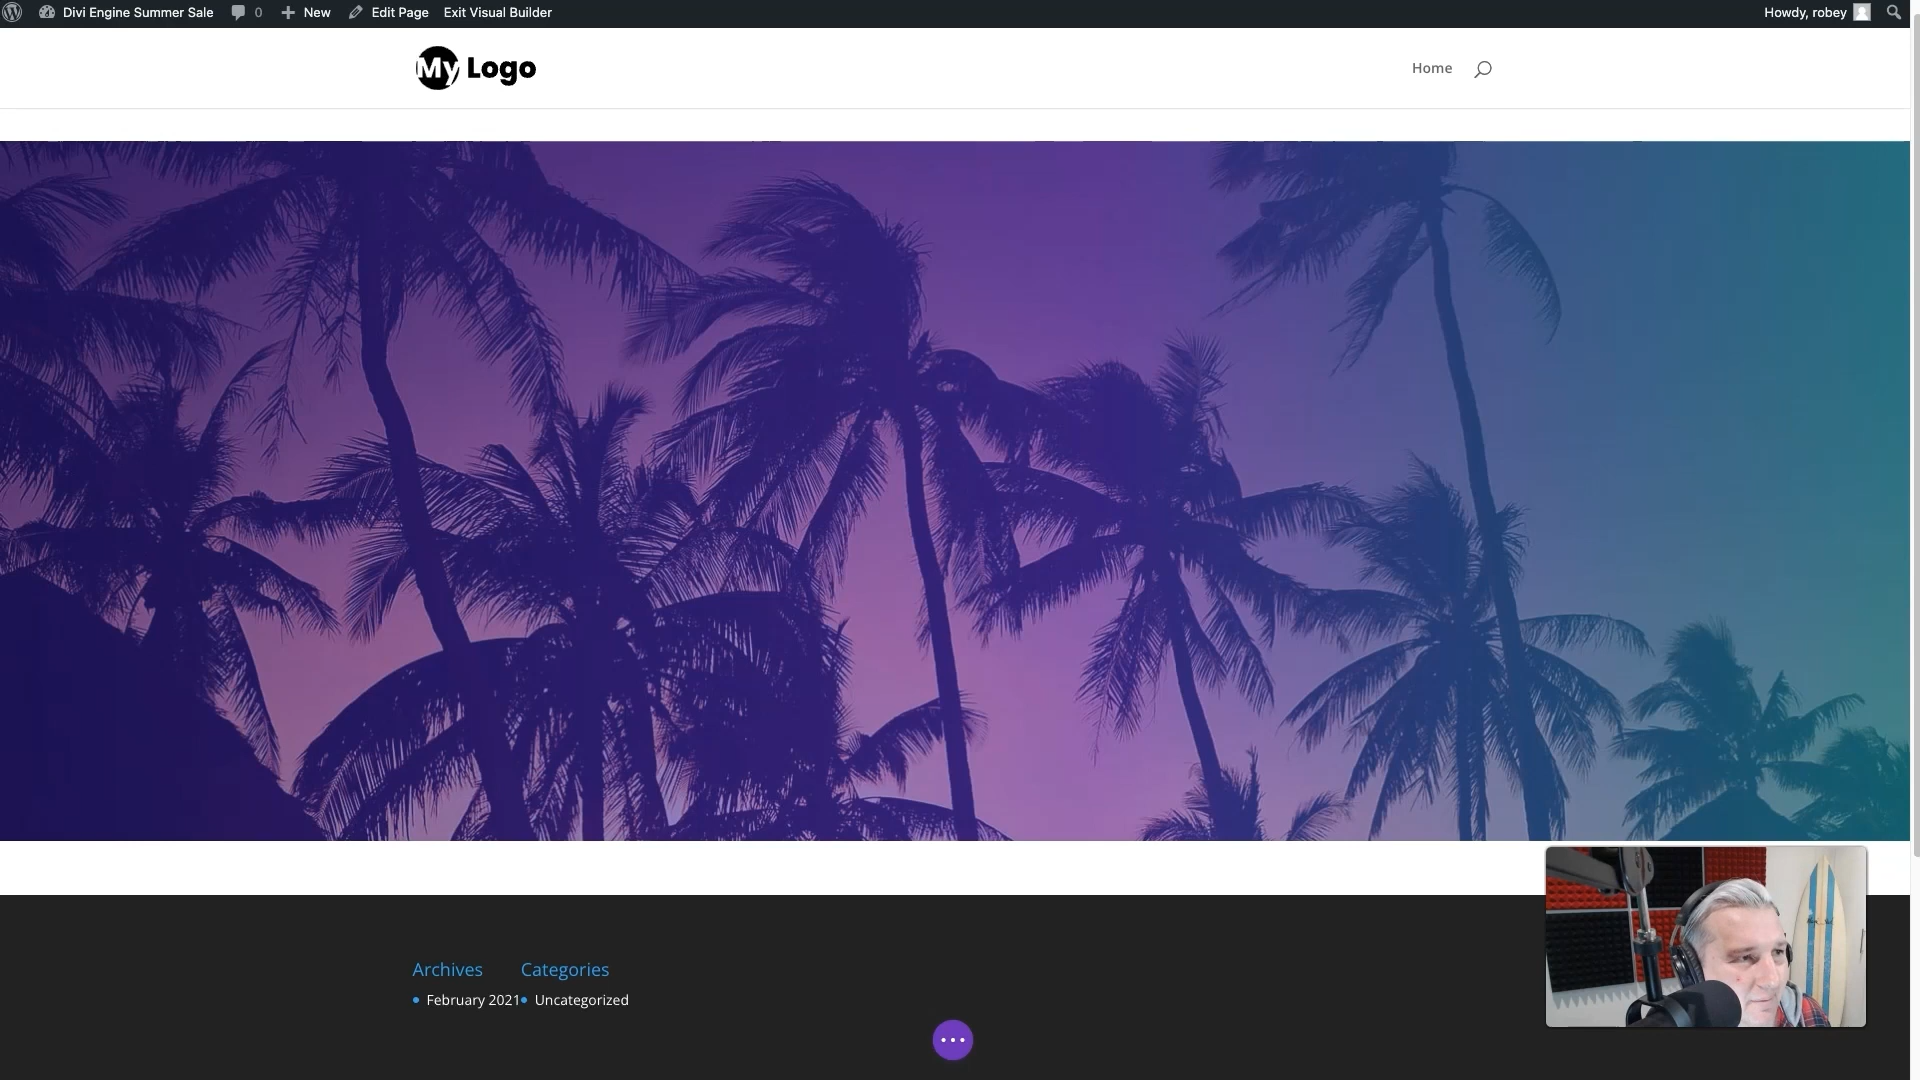 Divi Engine Summer Sale 0 New Edit Page Exit Visual Builder Howdy, robey
My Logo Home
Archives Categories
February 2021 Uncategorized